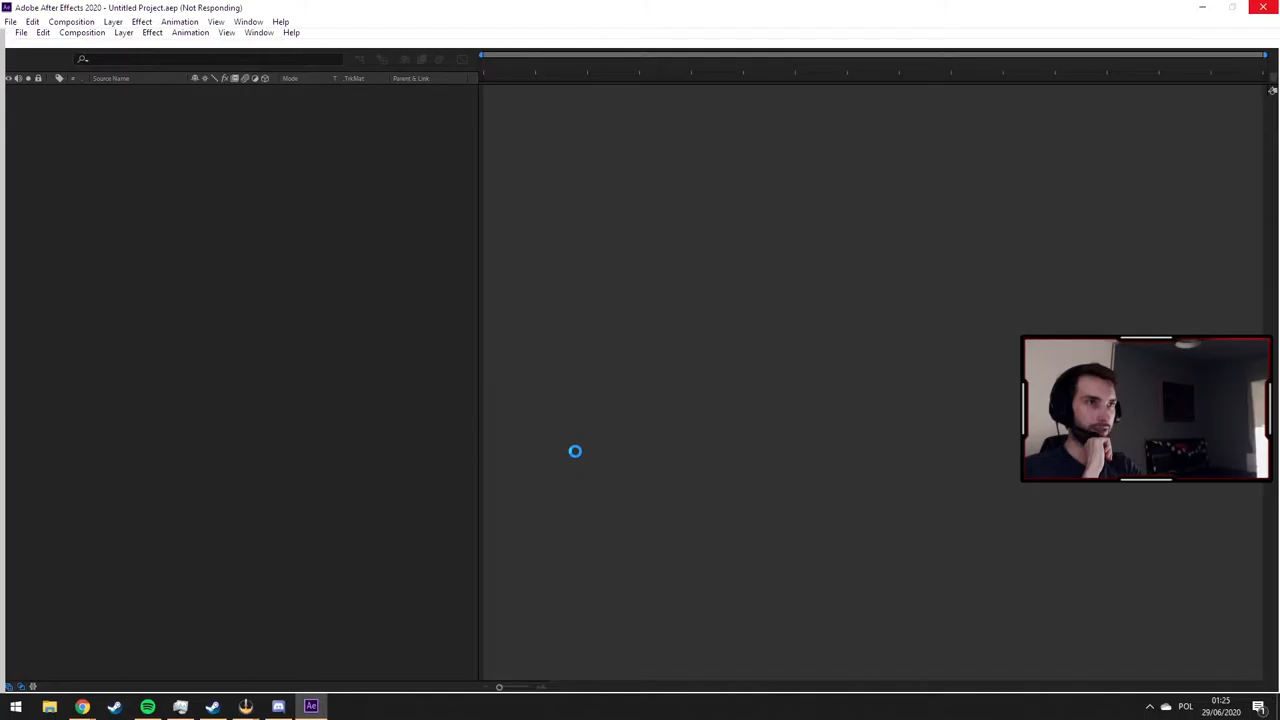 Adobe After Effects 2020 - Untitled Project.aep (Not Responding)
File Edit Composition Layer Effect Animation View Window Help
File Edit Composition Layer Effect Animation View Window Help
# Source Name Mode T .TrkMat Parent & Link
Ae POL 01:25
29/06/2020